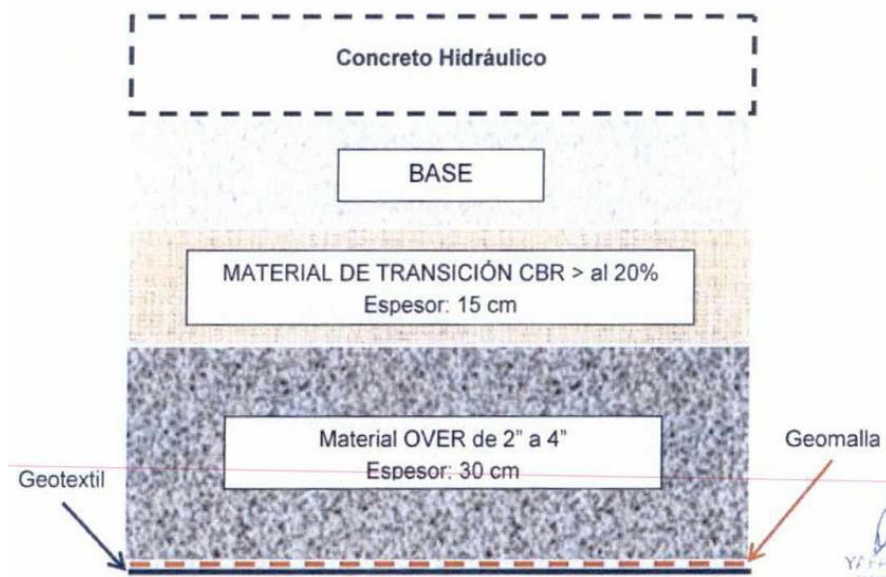 Concreto Hidráulico
BASE
MATERIAL DE TRANSICIÓN CBR > al 20%
Espesor: 15 cm
Material OVER de 2" a 4"
Espesor: 30 cm
Geomalla
Geotextil